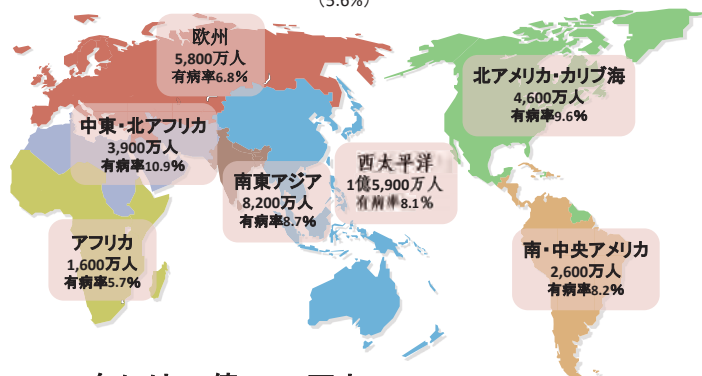 (5.6%)
欧州
5,800万人
有病率6.8%
北アメリカ・カリブ海
4,600万人
有病率9.6%
中東・北アフリカ
3,900万人
有病率10.9%
西太平洋
1億5,900万人
有病率8.1%
南東アジア
8,200万人
有病率8.7%
アフリカ
1,600万人
有病率5.7%
南・中央アメリカ
2,600万人
有病率8.2%